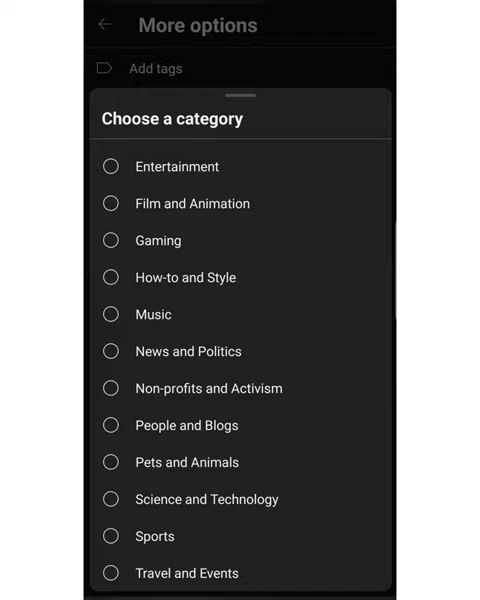 More options
Add tags
Choose a category
Entertainment
Film and Animation
Gaming
How-to and Style
Music
News and Politics
Non-profits and Activism
People and Blogs
Pets and Animals
Science and Technology
Sports
Travel and Events